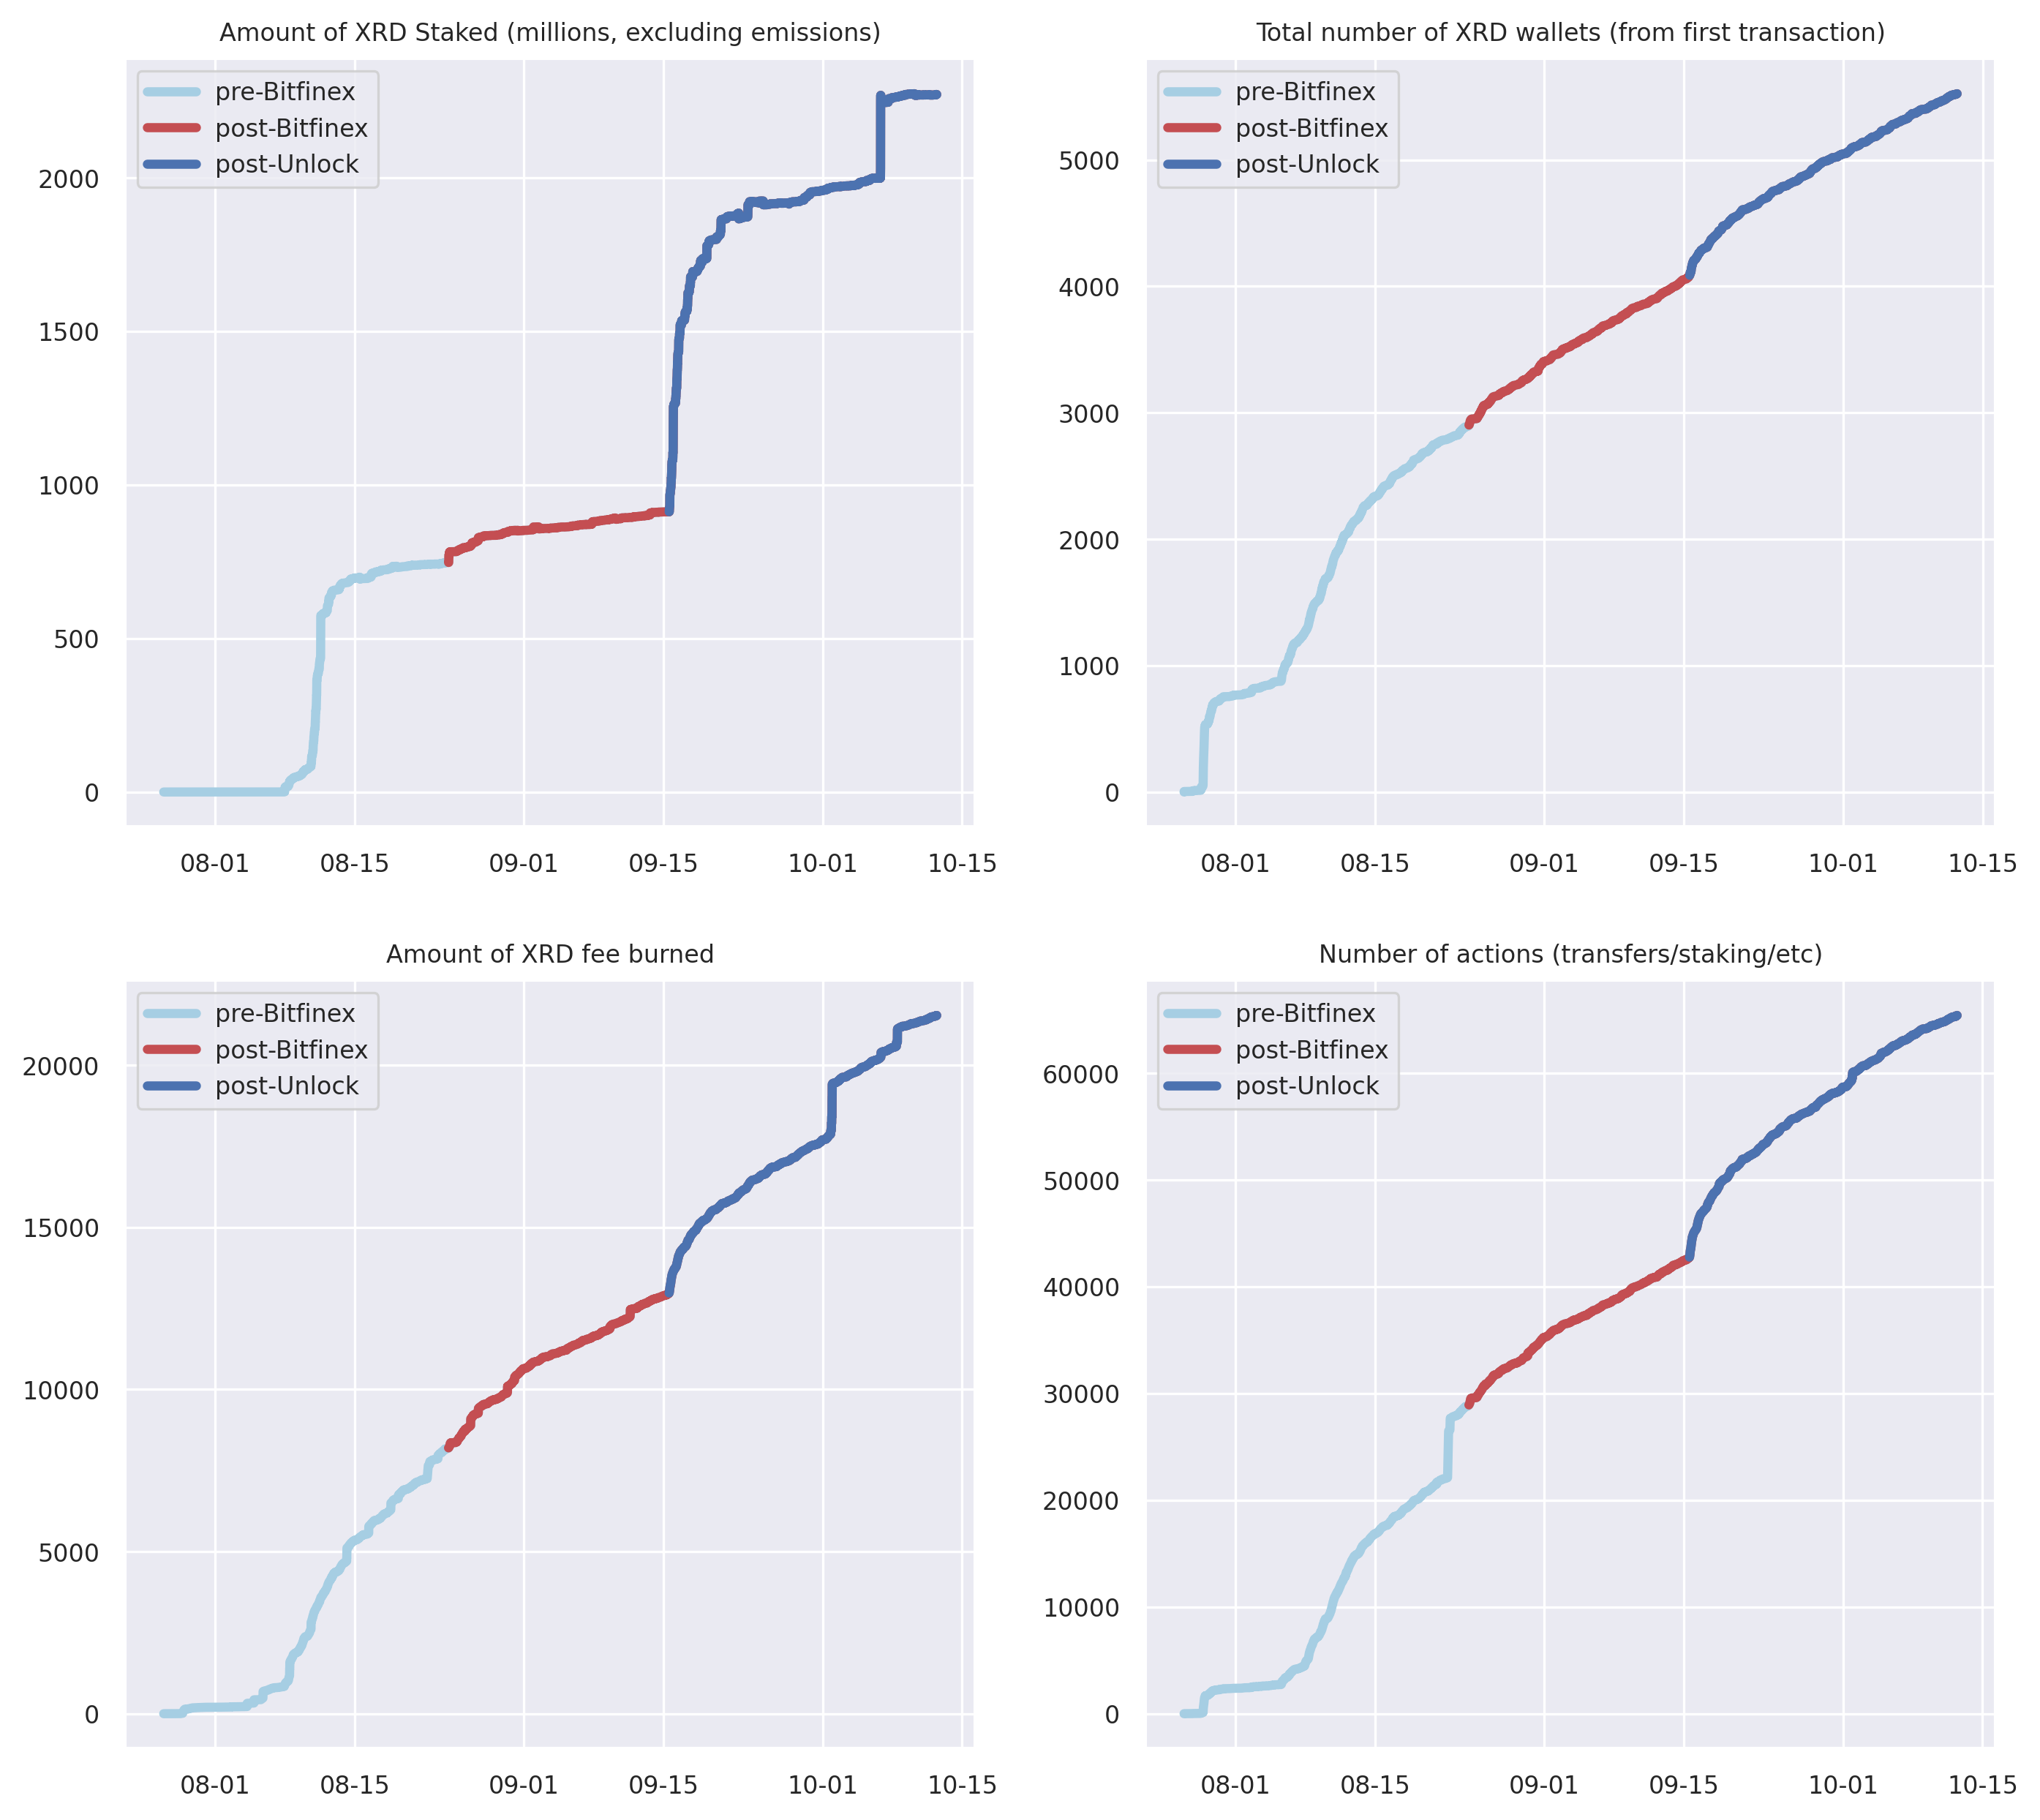 Amount of XRD Staked (millions, excluding emissions)
pre-Bitfinex
post-Bitfinex
post-Unlock
2000
1500
1000
500
0
08-01 08-15 09-01 09-15 10-01 10-15
Total number of XRD wallets (from first transaction)
pre-Bitfinex
post-Bitfinex
post-Unlock
5000
4000
3000
2000
1000
0
08-01 08-15 09-01 09-15 10-01 10-15
Amount of XRD fee burned
pre-Bitfinex
post-Bitfinex
post-Unlock
20000
15000
10000
5000
0
08-01 08-15 09-01 09-15 10-01 10-15
Number of actions (transfers/staking/etc)
pre-Bitfinex
post-Bitfinex
post-Unlock
60000
50000
40000
30000
20000
10000
0
08-01 08-15 09-01 09-15 10-01 10-15